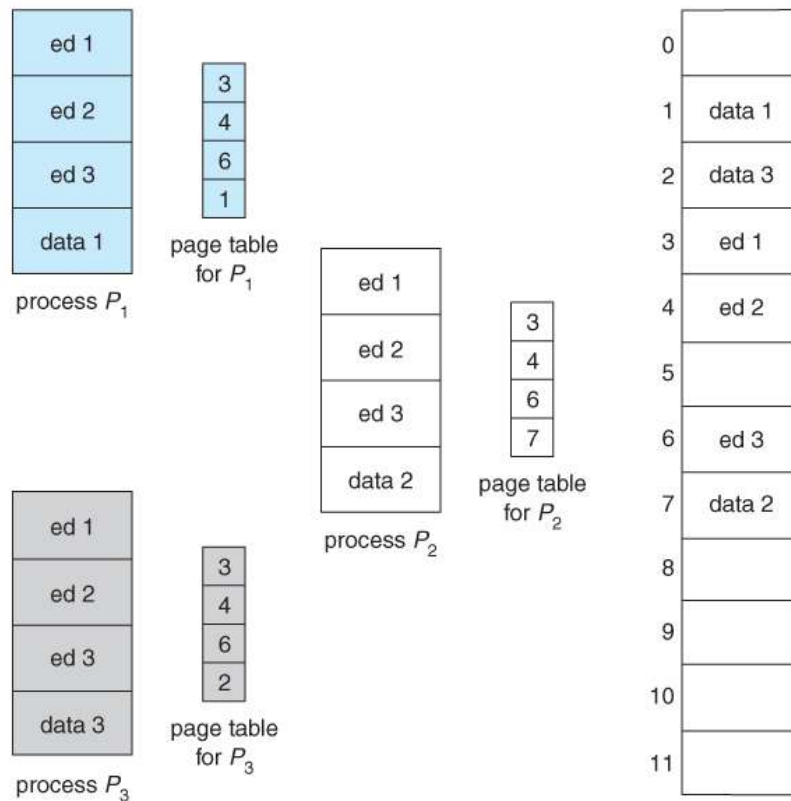 ed 1
ed 2
ed 3
data 1
process P1
3
4
6
1
page table
for P1
ed 1
ed 2
ed 3
data 2
process P2
3
4
6
7
page table
for P2
ed 1
ed 2
ed 3
data 3
process P3
3
4
6
2
page table
for P3
0
1 data 1
2 data 3
3 ed 1
4 ed 2
5
6 ed 3
7 data 2
8
9
10
11